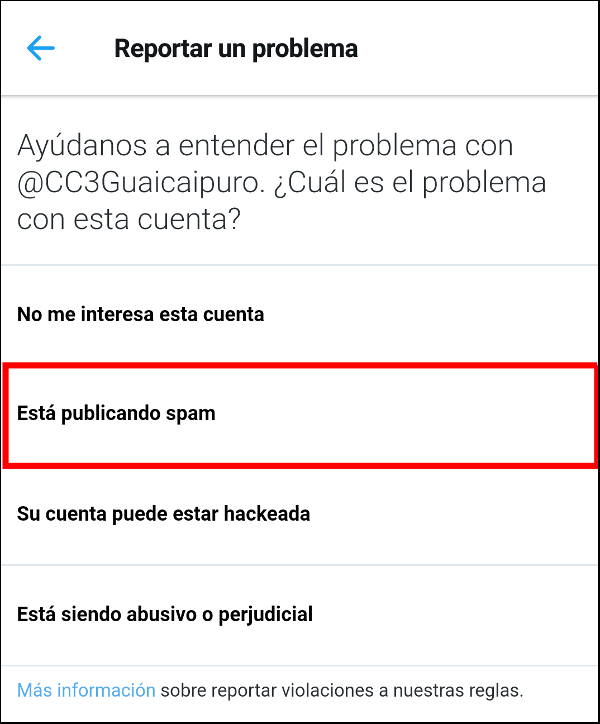 Reportar un problema
Ayúdanos a entender el problema con
@CC3Guaicaipuro. ¿Cuál es el problema
con esta cuenta?
No me interesa esta cuenta
Está publicando spam
Su cuenta puede estar hackeada
Está siendo abusivo o perjudicial
Más información sobre reportar violaciones a nuestras reglas.